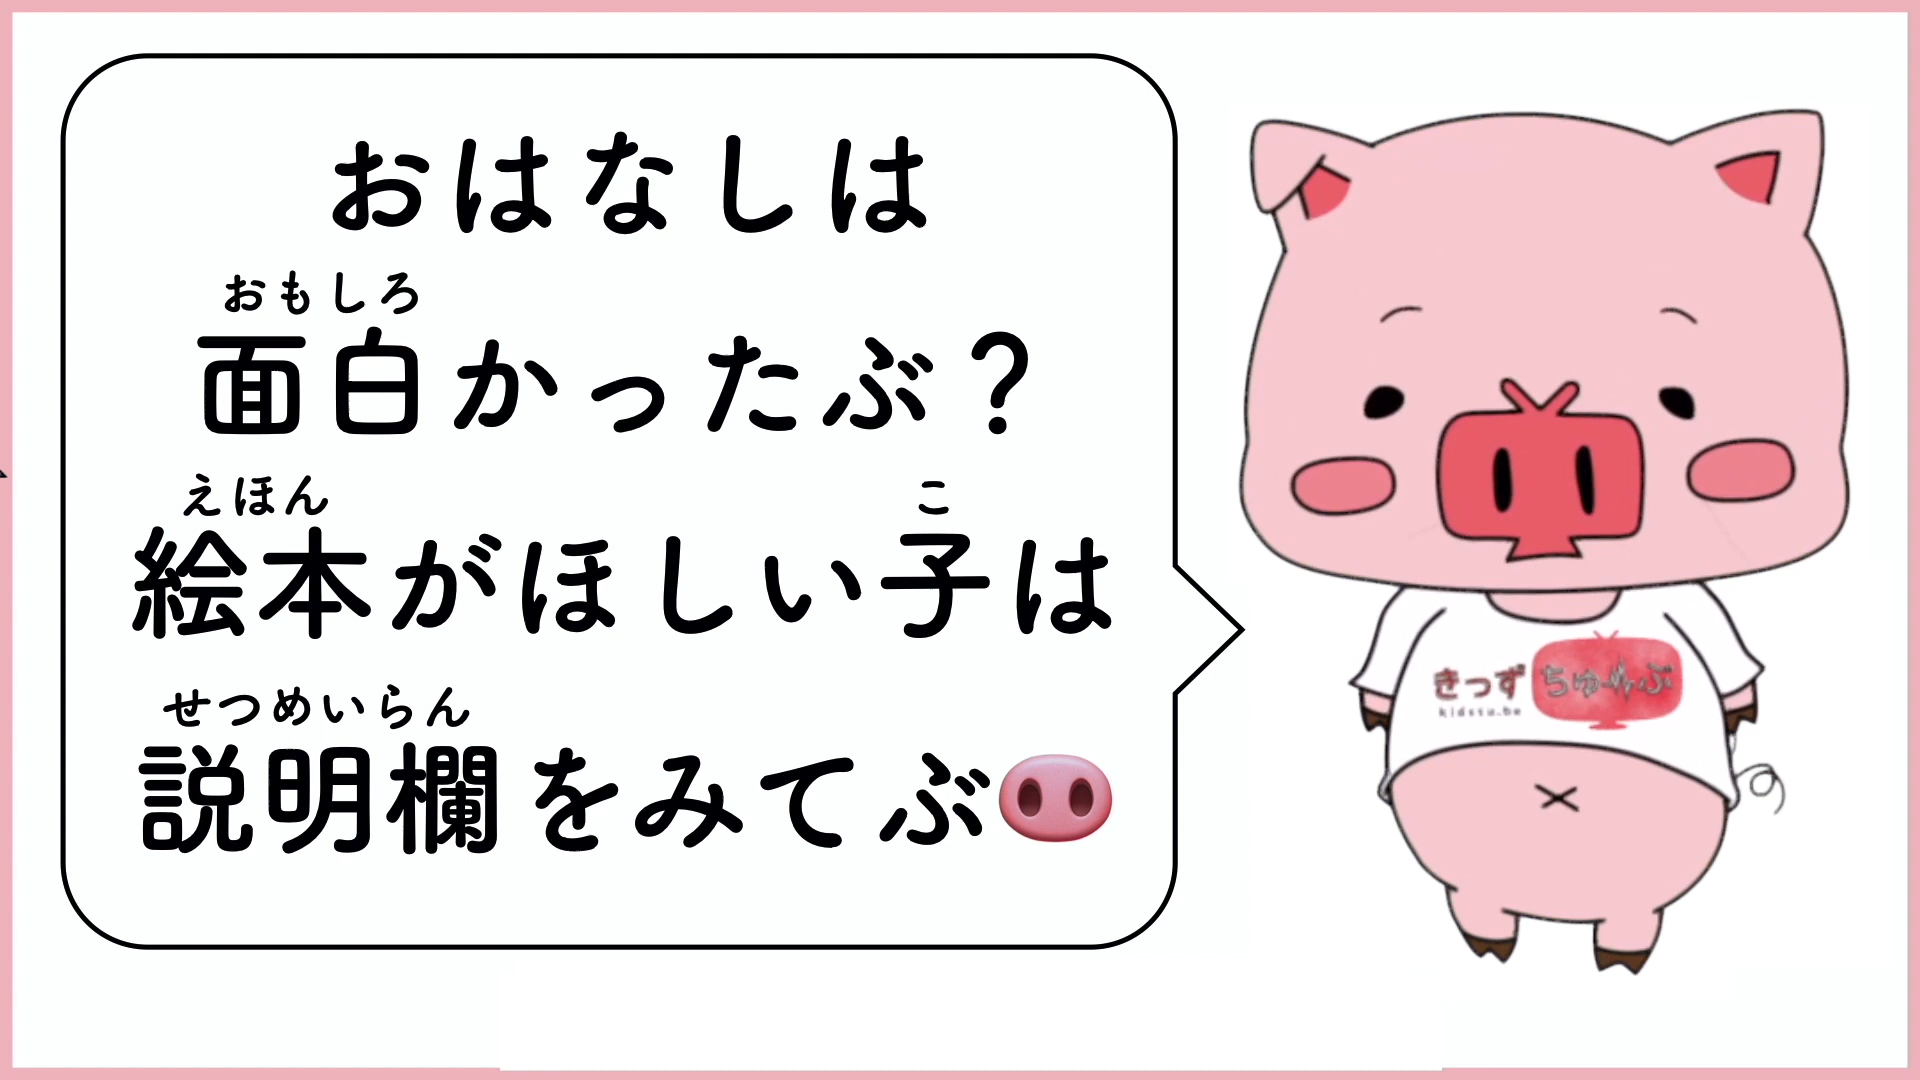 おはなしは
おもしろ
面白かったぶ？
えほん こ
絵本がほしい子は
せつめいらん
説明欄をみてぶ🐽
きっず ちゅーぶ
kidstu.be